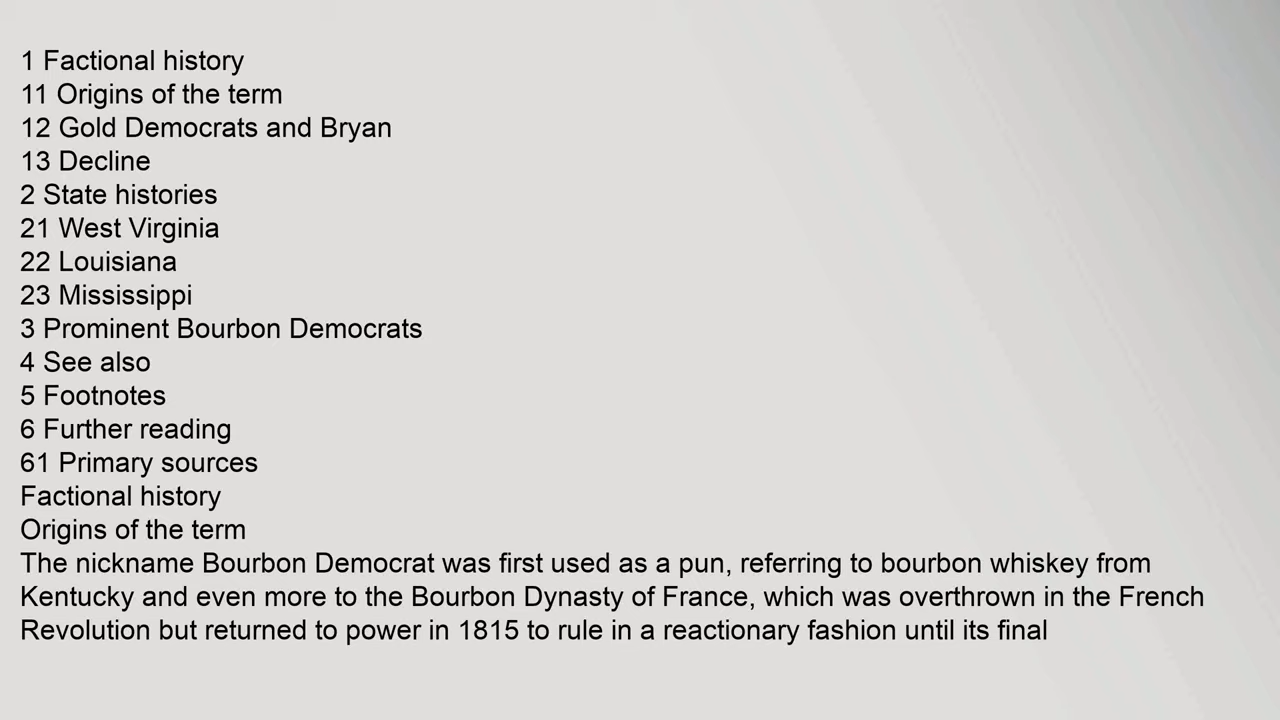 1 Factional history
11 Origins of the term
12 Gold Democrats and Bryan
13 Decline
2 State histories
21 West Virginia
22 Louisiana
23 Mississippi
3 Prominent Bourbon Democrats
4 See also
5 Footnotes
6 Further reading
61 Primary sources
Factional history
Origins of the term
The nickname Bourbon Democrat was first used as a pun, referring to bourbon whiskey from
Kentucky and even more to the Bourbon Dynasty of France, which was overthrown in the French
Revolution but returned to power in 1815 to rule in a reactionary fashion until its final